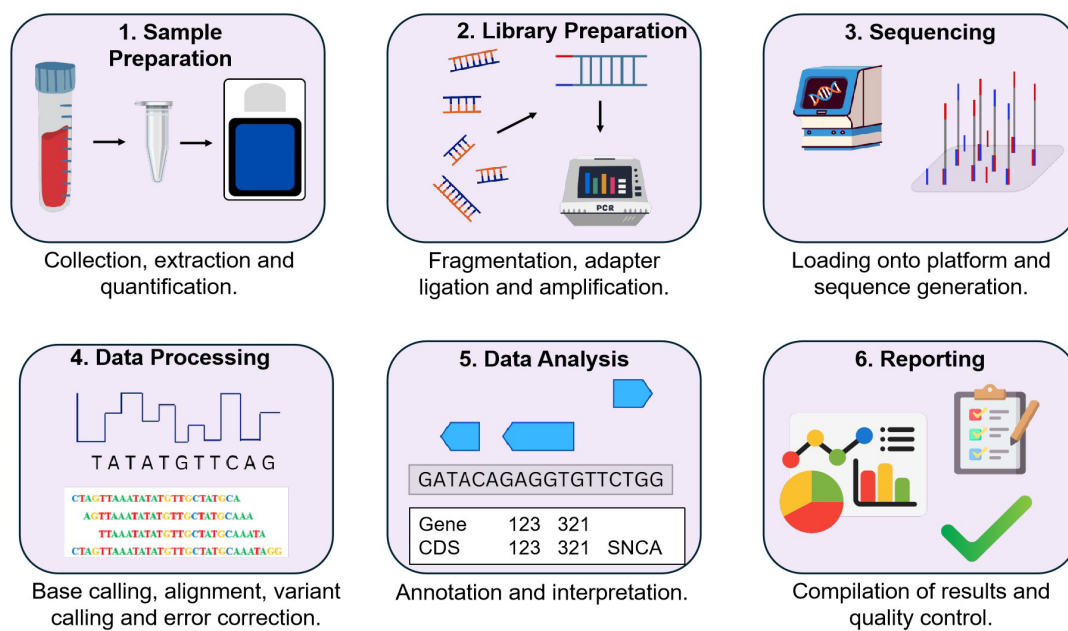 1. Sample
Preparation
Collection, extraction and
quantification.
2. Library Preparation
PCR
Fragmentation, adapter
ligation and amplification.
3. Sequencing
Loading onto platform and
sequence generation.
4. Data Processing
TATATGTTCAG
CTAGTTAAATATATGTTGCTATGCA
AGTTAAATATATGTTGCTATGCAAA
TTAAATATATGTTGCTATGCAAATA
CTAGTTAAATATATGTTGCTATGCAAATAGG
Base calling, alignment, variant
calling and error correction.
5. Data Analysis
GATACAGAGGTGTTCTGG
Gene 123 321
CDS 123 321 SNCA
Annotation and interpretation.
6. Reporting
Compilation of results and
quality control.